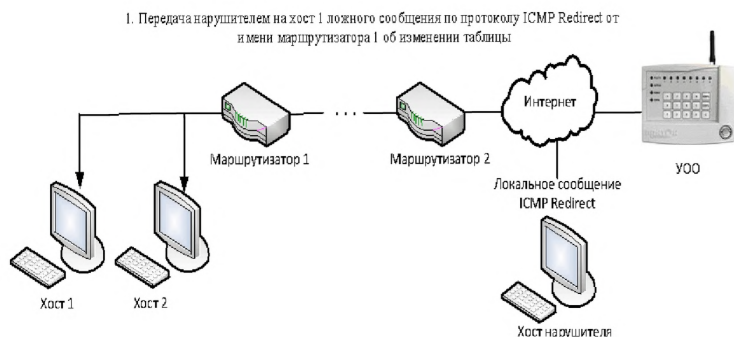 1. Передача нарушителем на хост 1 ложного сообщения по протоколу ICMP Redirect от
имени маршрутизатора 1 об изменении таблицы
Интернет
Маршрутизатор 1
Маршрутизатор 2
УОО
Локальное сообщение
ICMP Redirect
Хост 1
Хост 2
Хост нарушителя